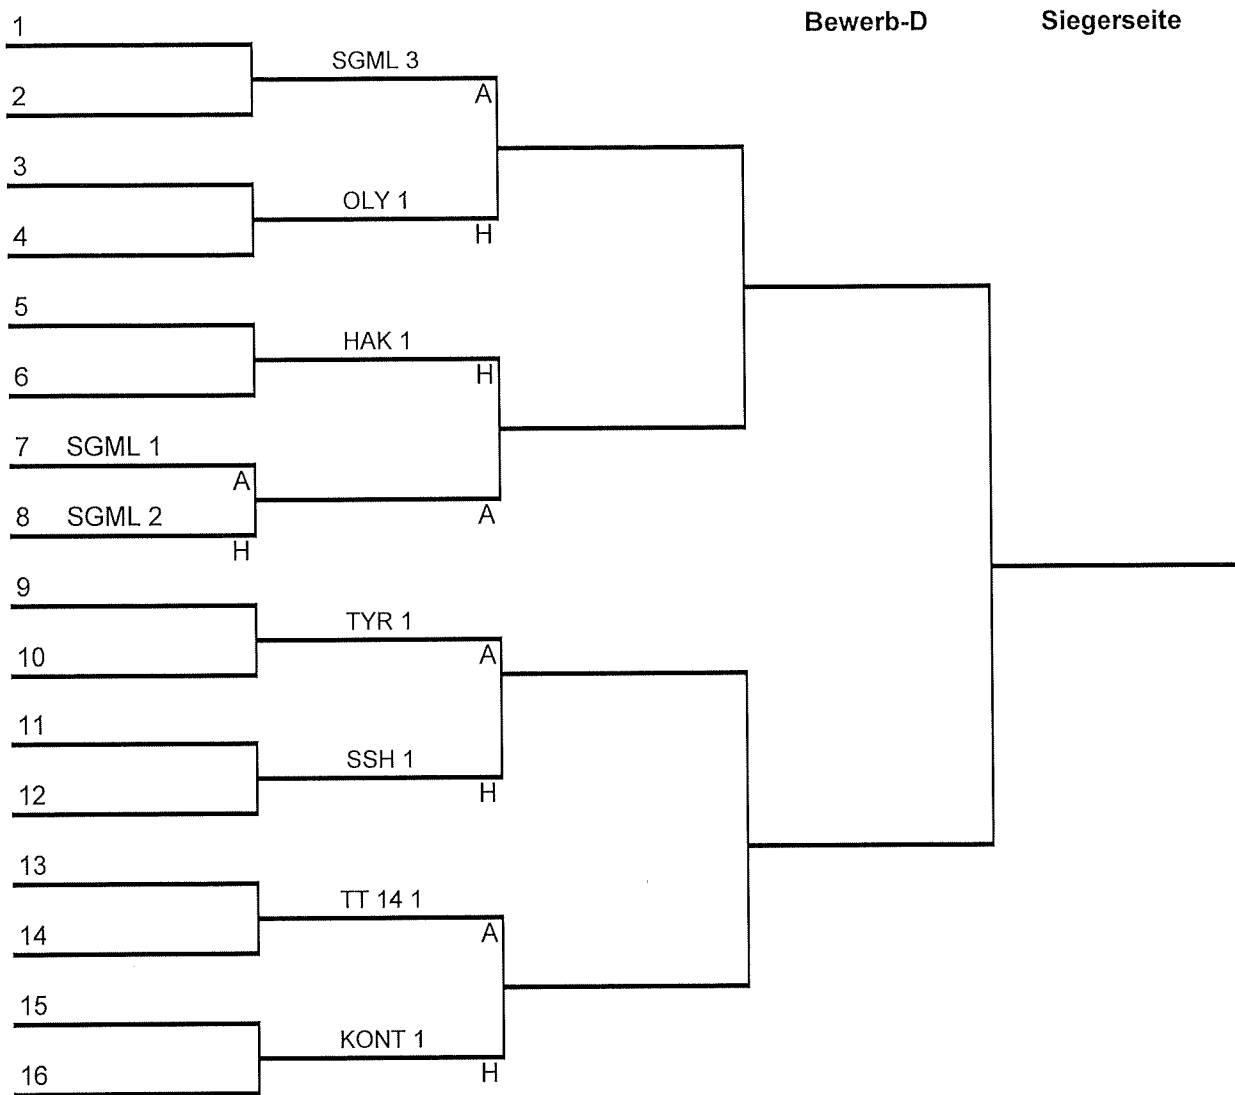 Bewerb-D Siegerseite
1
SGML 3
A
2
3
OLY 1
H
4
5
HAK 1
H
6
7 SGML 1
A
8 SGML 2
H
A
9
TYR 1
A
10
11
SSH 1
H
12
13
TT 14 1
A
14
15
KONT 1
H
16